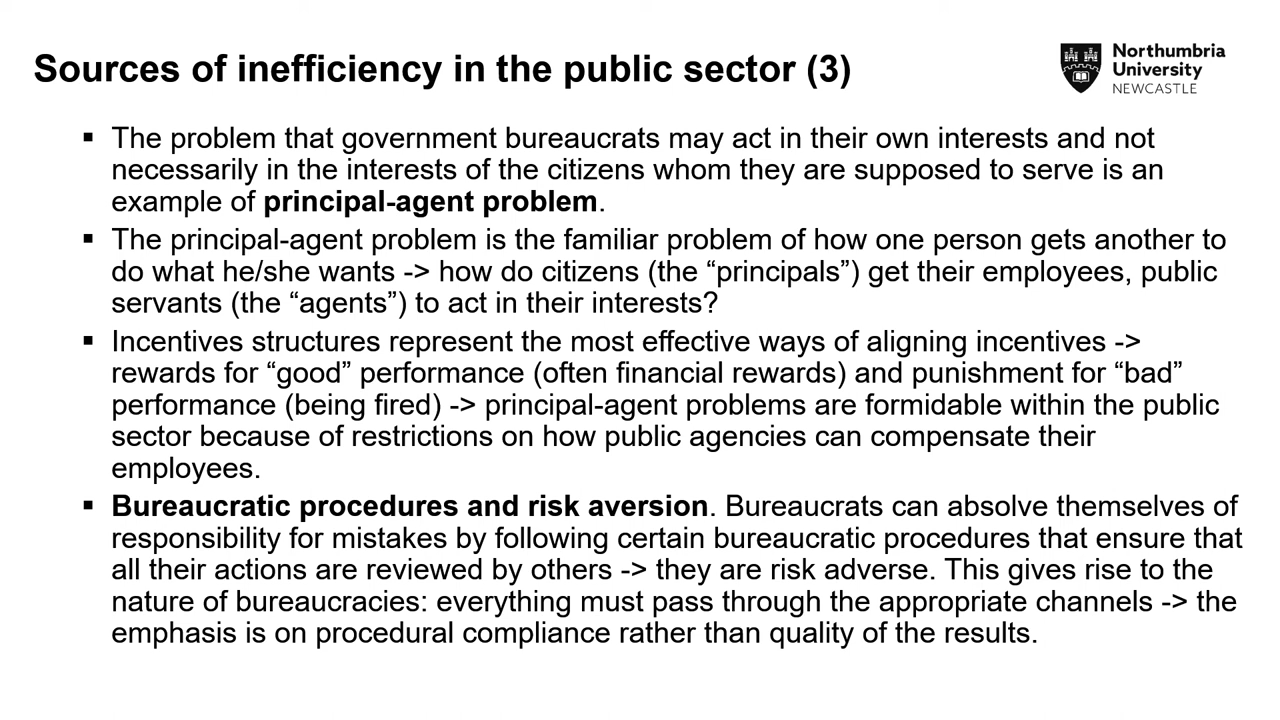 Sources of inefficiency in the public sector (3)
Northumbria
University
NEWCASTLE
▪ The problem that government bureaucrats may act in their own interests and not
necessarily in the interests of the citizens whom they are supposed to serve is an
example of principal-agent problem.
▪ The principal-agent problem is the familiar problem of how one person gets another to
do what he/she wants -> how do citizens (the “principals”) get their employees, public
servants (the “agents”) to act in their interests?
▪ Incentives structures represent the most effective ways of aligning incentives ->
rewards for “good” performance (often financial rewards) and punishment for “bad”
performance (being fired) -> principal-agent problems are formidable within the public
sector because of restrictions on how public agencies can compensate their
employees.
▪ Bureaucratic procedures and risk aversion. Bureaucrats can absolve themselves of
responsibility for mistakes by following certain bureaucratic procedures that ensure that
all their actions are reviewed by others -> they are risk adverse. This gives rise to the
nature of bureaucracies: everything must pass through the appropriate channels -> the
emphasis is on procedural compliance rather than quality of the results.